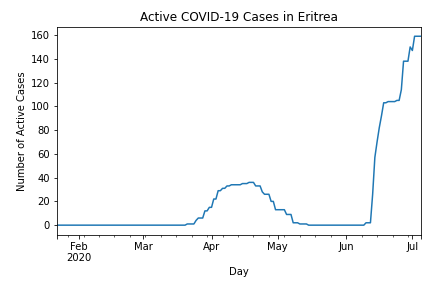 Active COVID-19 Cases in Eritrea
160
140
120
100
80
60
40
20
0
Number of Active Cases
Feb
2020
Mar
Apr
May
Jun
Jul
Day